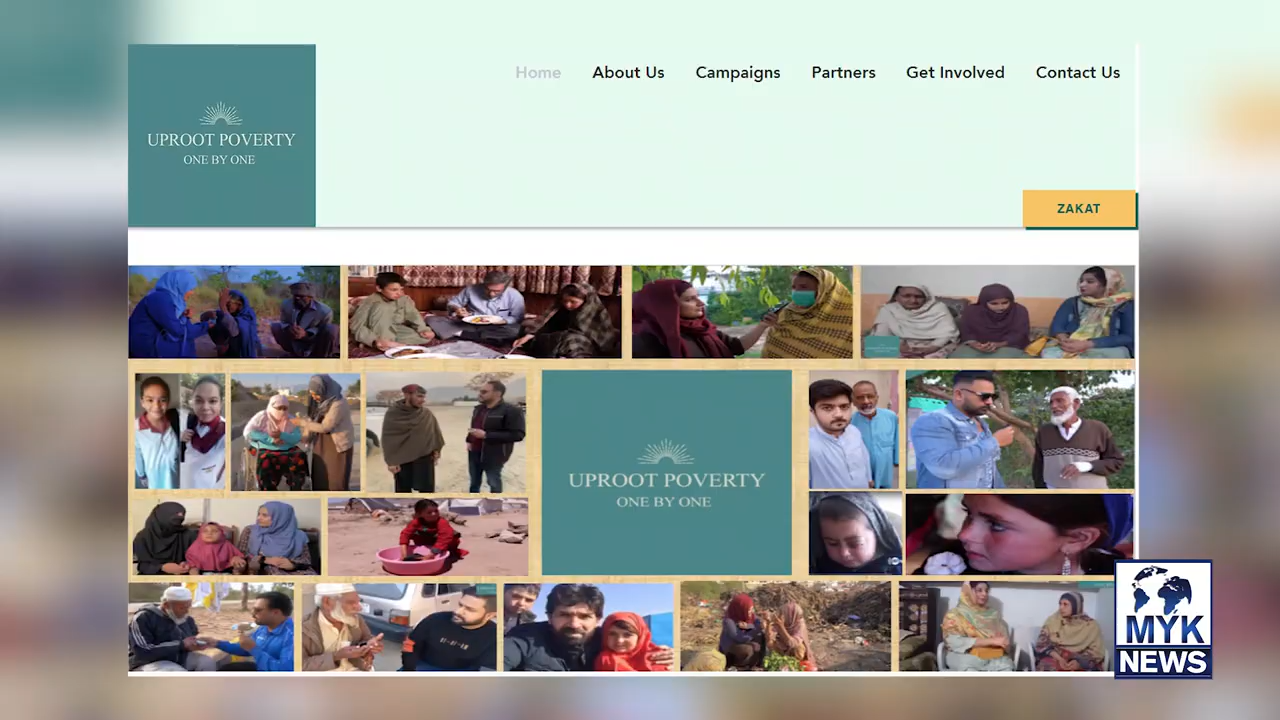 Home About Us Campaigns Partners Get Involved Contact Us
UPROOT POVERTY
ONE BY ONE
ZAKAT
UPROOT POVERTY
ONE BY ONE
MYK
NEWS